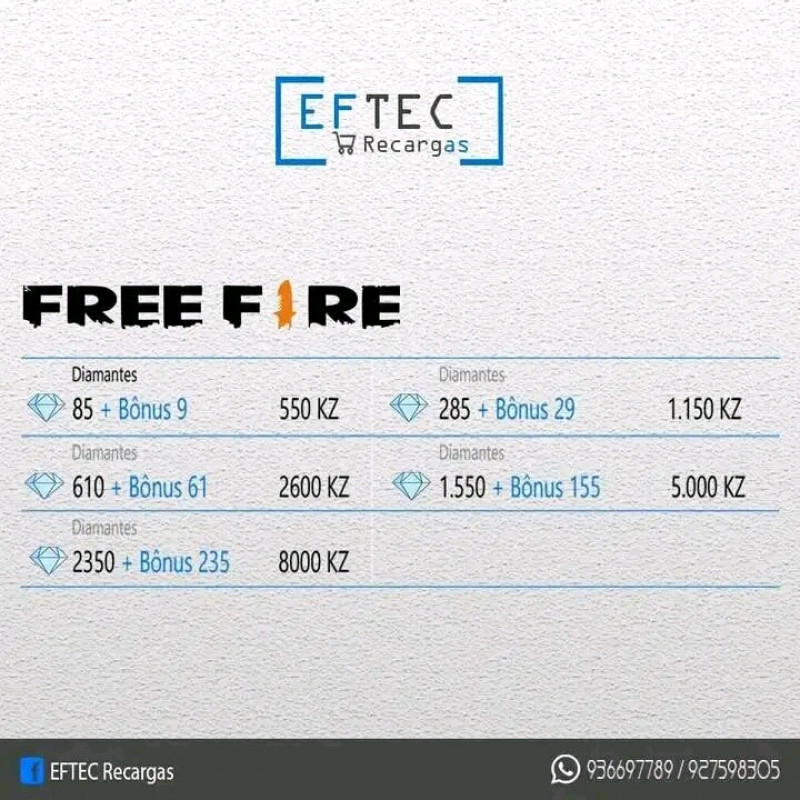 EFTEC
Recargas
FREE FIRE
Diamantes
85 + Bônus 9 550 KZ
Diamantes
285 + Bônus 29 1.150 KZ
Diamantes
610 + Bônus 61 2600 KZ
Diamantes
1.550 + Bônus 155 5.000 KZ
Diamantes
2350 + Bônus 235 8000 KZ
f EFTEC Recargas
936697789 / 927598305